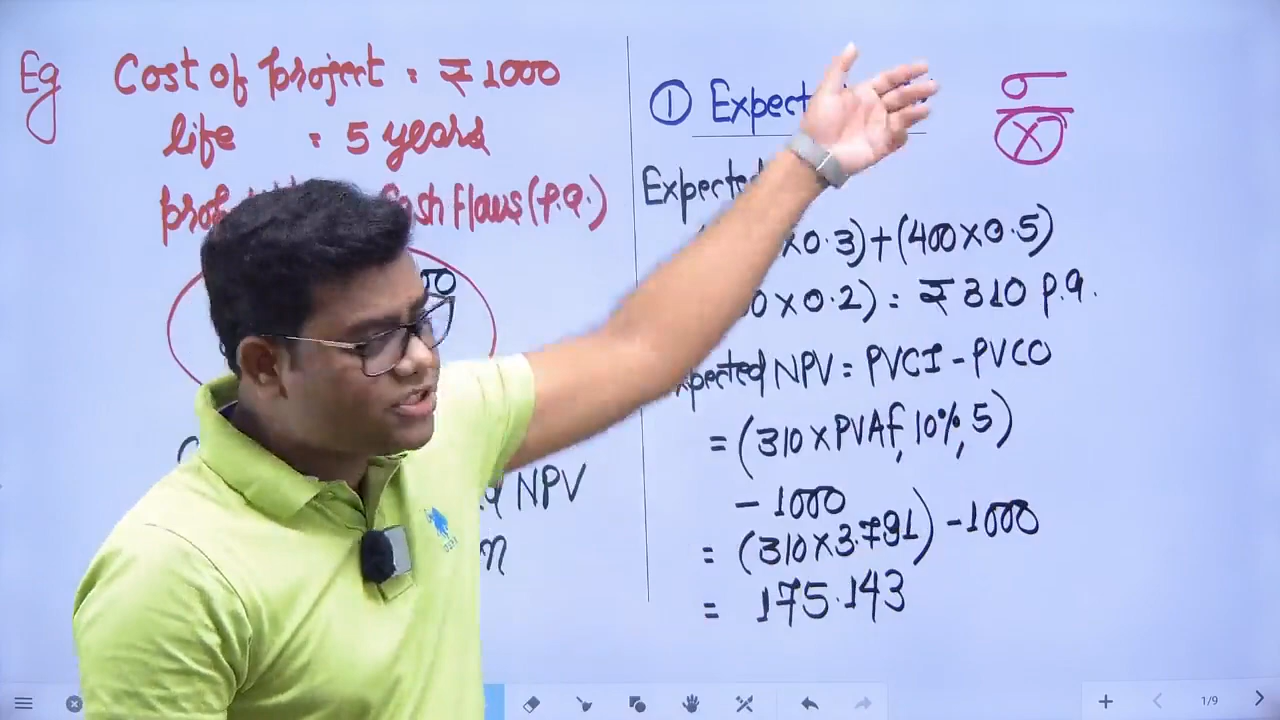 Eg Cost of project = ₹1000
life = 5 years
Cash flows (p.a.)
NPV
① Expect
σ
x
Expected
×0.3)+(400×0.5)
0×0.2) = ₹310 p.a.
Expected NPV = PVCI - PVCO
= (310×PVAF, 10%, 5)
- 1000
= (310×3.791) - 1000
= 175.143
1/9